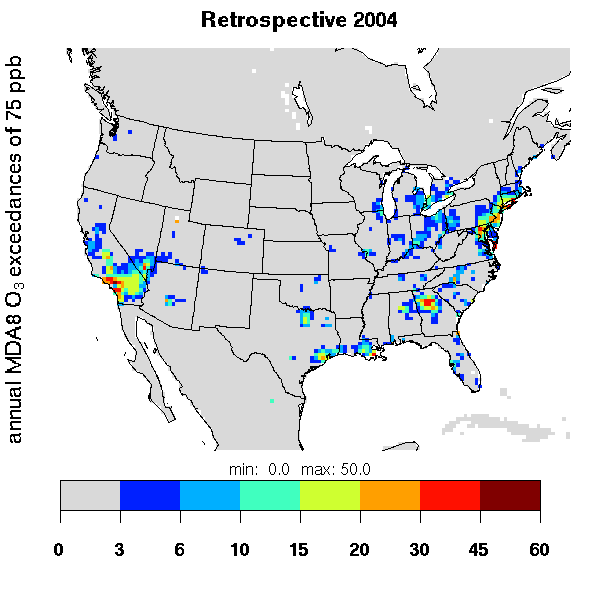 Retrospective 2004
annual MDA8 O3 exceedances of 75 ppb
min: 0.0 max: 50.0
0 3 6 10 15 20 30 45 60